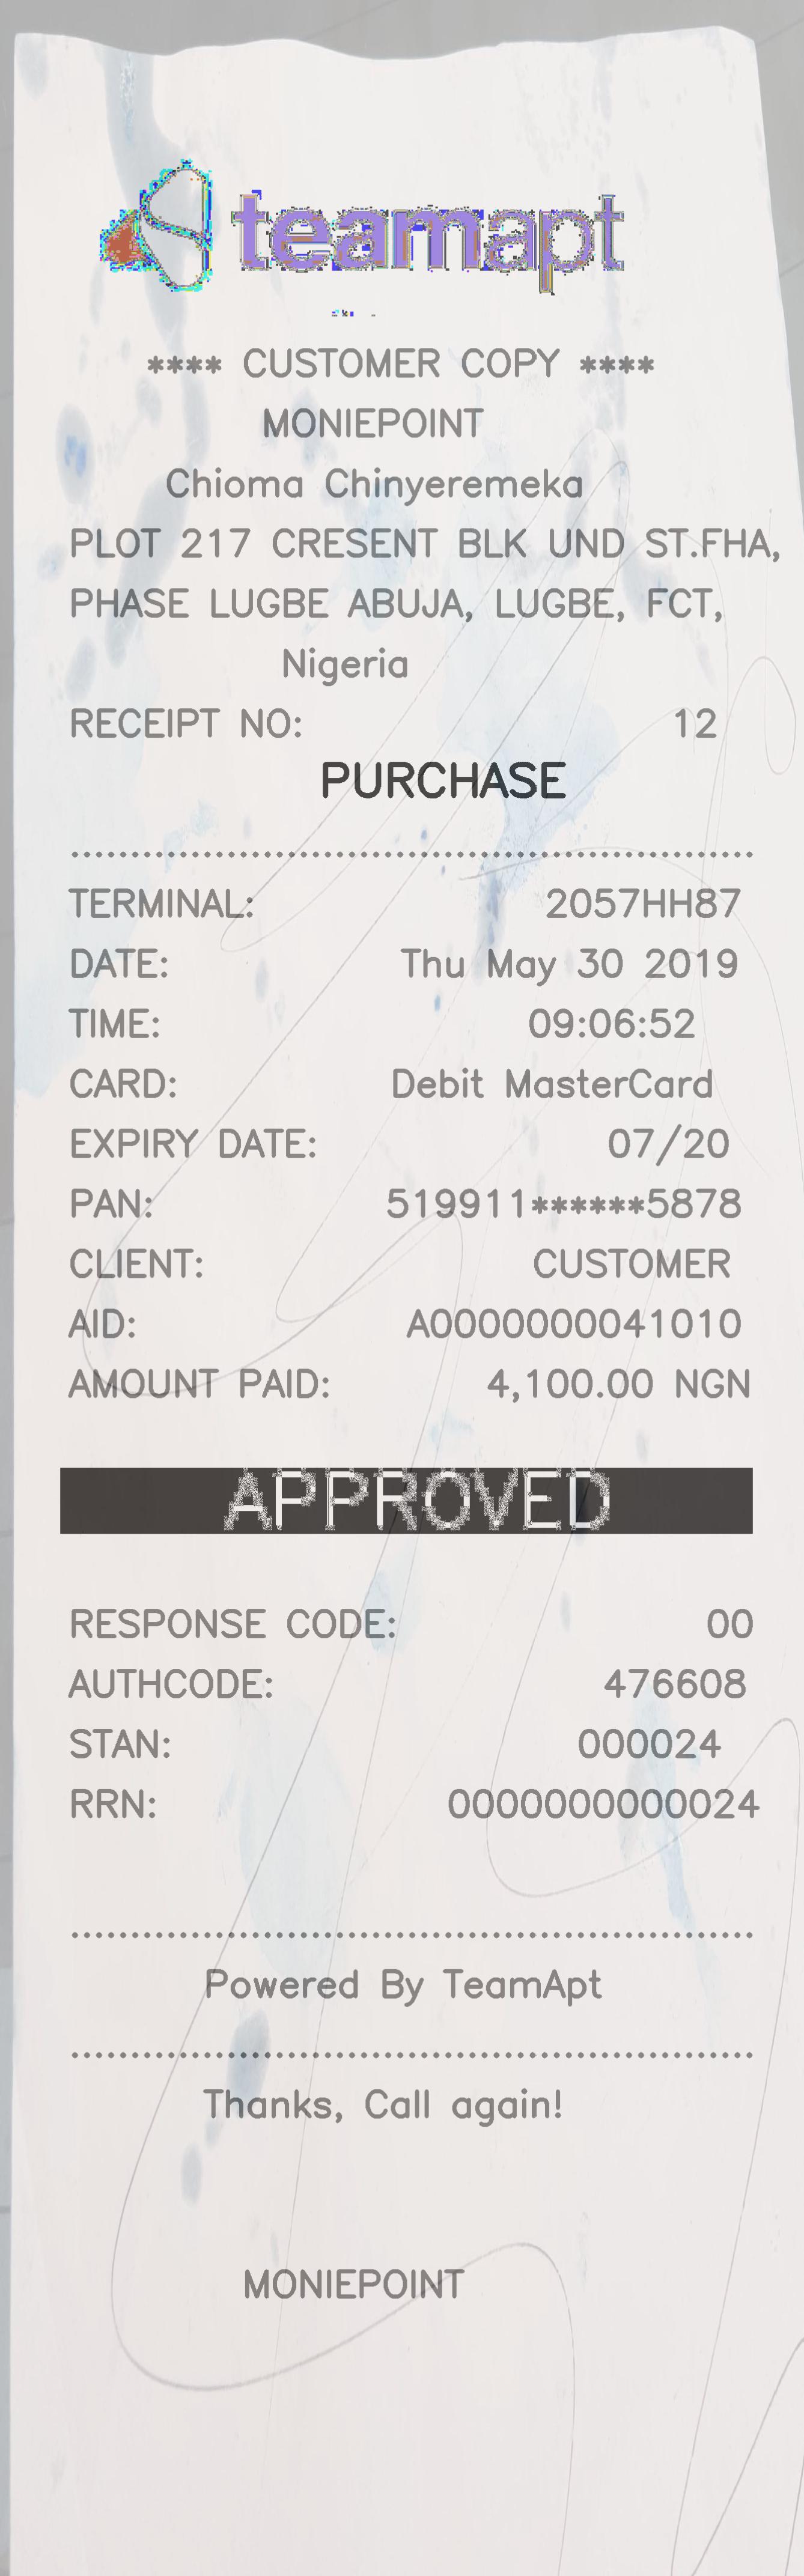 teamapt
**** CUSTOMER COPY ****
MONIEPOINT
Chioma Chinyeremeka
PLOT 217 CRESENT BLK UND ST.FHA,
PHASE LUGBE ABUJA, LUGBE, FCT,
Nigeria
RECEIPT NO: 12
PURCHASE
TERMINAL: 2057HH87
DATE: Thu May 30 2019
TIME: 09:06:52
CARD: Debit MasterCard
EXPIRY DATE: 07/20
PAN: 519911******5878
CLIENT: CUSTOMER
AID: A0000000041010
AMOUNT PAID: 4,100.00 NGN
APPROVED
RESPONSE CODE: 00
AUTHCODE: 476608
STAN: 000024
RRN: 0000000000024
Powered By TeamApt
Thanks, Call again!
MONIEPOINT